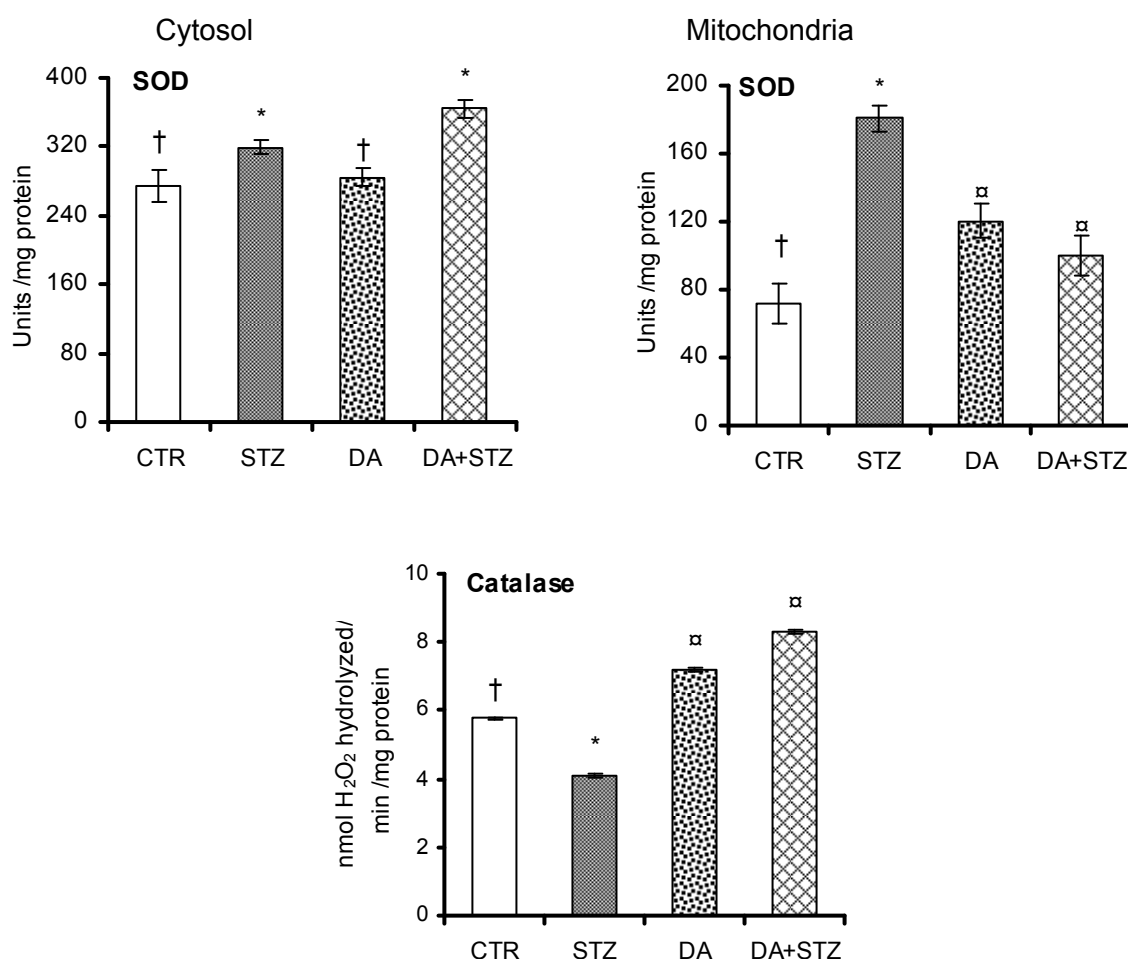 Cytosol
Mitochondria
SOD
Units /mg protein
400
320
240
160
80
0
†
*
†
*
CTR STZ DA DA+STZ
SOD
Units /mg protein
200
160
120
80
40
0
†
*
¤
¤
CTR STZ DA DA+STZ
Catalase
nmol H₂O₂ hydrolyzed/
min /mg protein
10
8
6
4
2
0
†
*
¤
¤
CTR STZ DA DA+STZ